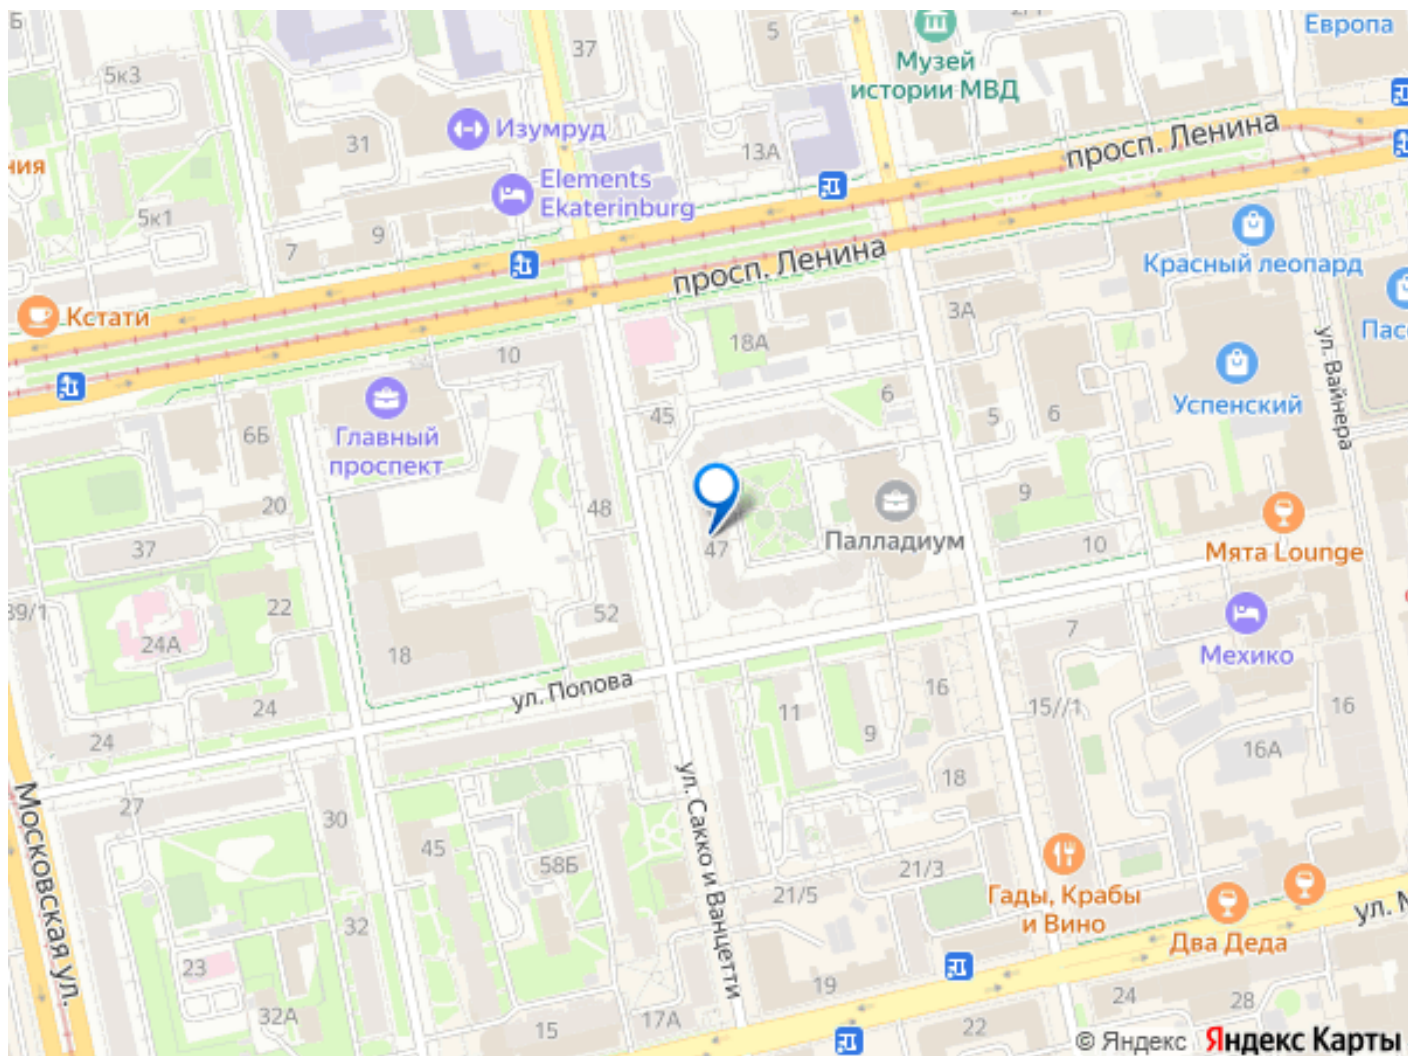 Б
5к3
37
5
Музей
истории МВД
Европа
31
Изумруд
13А
просп. Ленина
ния
Elements
Ekaterinburg
5к1
7
9
просп. Ленина
Красный леопард
Кстати
3А
ул. Вайнера
Пасс
18А
10
6
Успенский
45
5
6
6Б
Главный
проспект
20
48
9
37
47
Палладиум
10
Мята Lounge
39/1
22
52
7
24А
18
Мехико
ул. Попова
16
24
11
15//1
16
24
9
16А
18
ул. Сакко и Ванцетти
Московская ул.
27
30
45
58Б
21/3
21/5
Гады, Крабы
и Вино
ул. М
32
Два Деда
23
19
24
28
32А
15
17А
22
© Яндекс Яндекс Карты